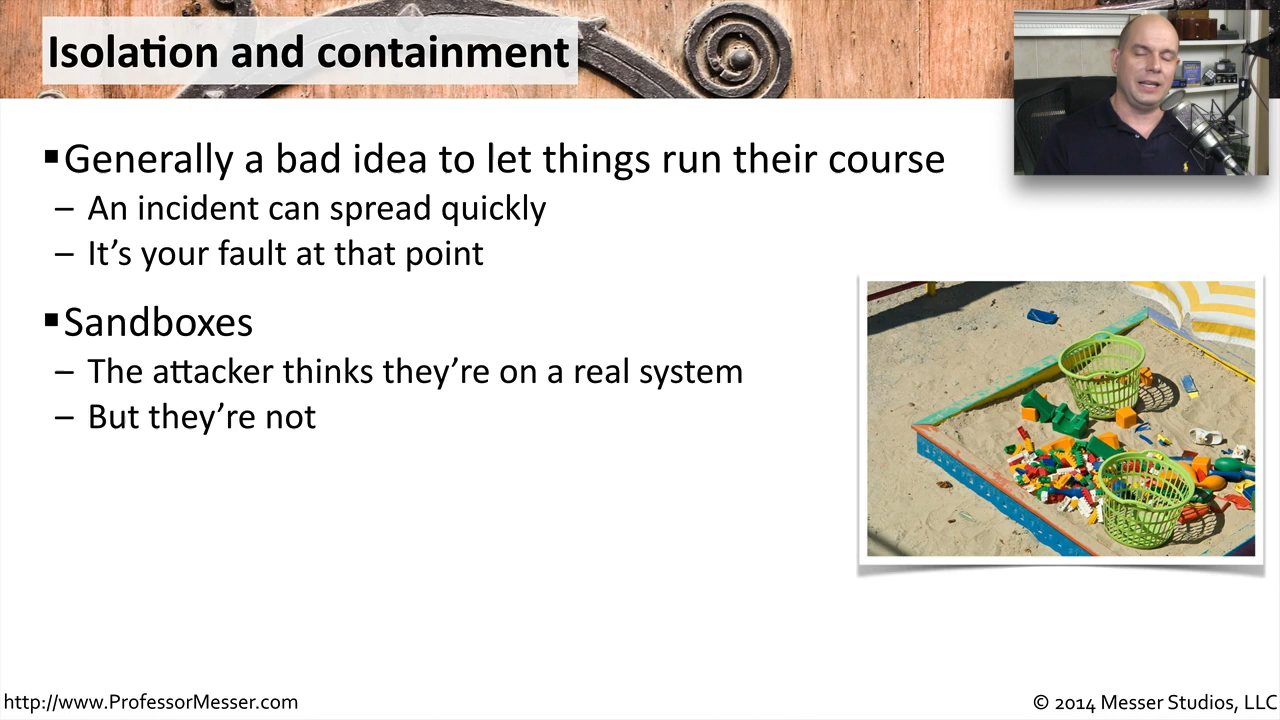 Isolation and containment
▪Generally a bad idea to let things run their course
– An incident can spread quickly
– It’s your fault at that point
▪Sandboxes
– The attacker thinks they’re on a real system
– But they’re not
http://www.ProfessorMesser.com
© 2014 Messer Studios, LLC